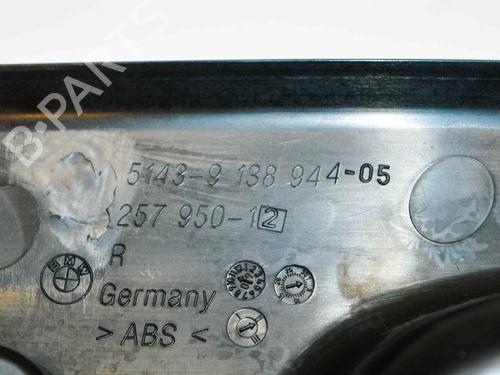 B-PARTS
5143-9 138 944-05
257 950-12
R
BMW
Germany
> ABS <